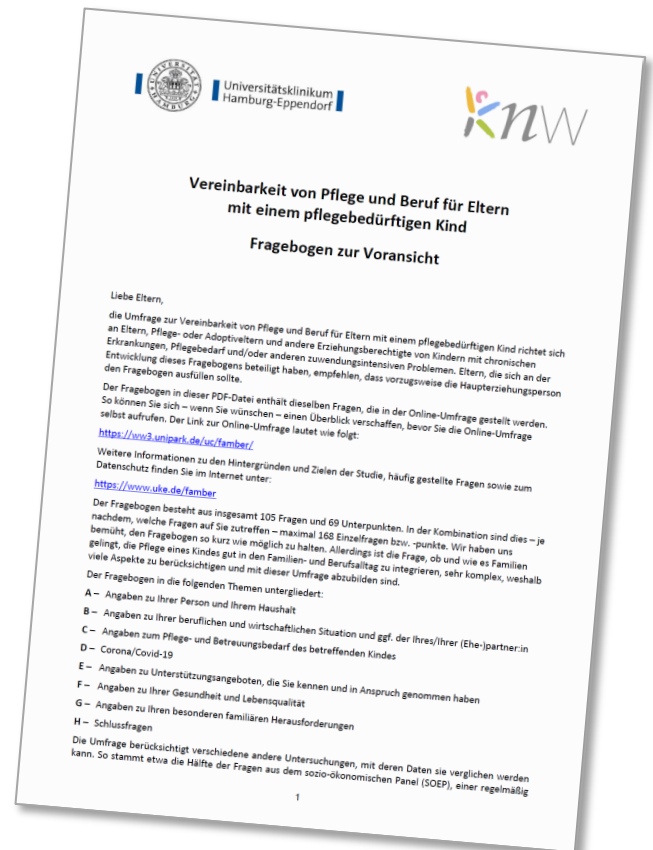 UNIVERSITÄT HAMBURG
Universitätsklinikum
Hamburg-Eppendorf
knw
Vereinbarkeit von Pflege und Beruf für Eltern
mit einem pflegebedürftigen Kind
Fragebogen zur Voransicht
Liebe Eltern,
die Umfrage zur Vereinbarkeit von Pflege und Beruf für Eltern mit einem pflegebedürftigen Kind richtet sich
an Eltern, Pflege- oder Adoptiveltern und andere Erziehungsberechtigte von Kindern mit chronischen
Erkrankungen, Pflegebedarf und/oder anderen zuwendungsintensiven Problemen. Eltern, die sich an der
Entwicklung dieses Fragebogens beteiligt haben, empfehlen, dass vorzugsweise die Haupterziehungsperson
den Fragebogen ausfüllen sollte.
Der Fragebogen in dieser PDF-Datei enthält dieselben Fragen, die in der Online-Umfrage gestellt werden.
So können Sie sich – wenn Sie wünschen – einen Überblick verschaffen, bevor Sie die Online-Umfrage
selbst aufrufen. Der Link zur Online-Umfrage lautet wie folgt:
https://ww3.unipark.de/uc/famber/
Weitere Informationen zu den Hintergründen und Zielen der Studie, häufig gestellte Fragen sowie zum
Datenschutz finden Sie im Internet unter:
https://www.uke.de/famber
Der Fragebogen besteht aus insgesamt 105 Fragen und 69 Unterpunkten. In der Kombination sind dies – je
nachdem, welche Fragen auf Sie zutreffen – maximal 168 Einzelfragen bzw. -punkte. Wir haben uns
bemüht, den Fragebogen so kurz wie möglich zu halten. Allerdings ist die Frage, ob und wie es Familien
gelingt, die Pflege eines Kindes gut in den Familien- und Berufsalltag zu integrieren, sehr komplex, weshalb
viele Aspekte zu berücksichtigen und mit dieser Umfrage abzubilden sind.
Der Fragebogen in die folgenden Themen untergliedert:
A – Angaben zu Ihrer Person und Ihrem Haushalt
B – Angaben zu Ihrer beruflichen und wirtschaftlichen Situation und ggf. der Ihres/Ihrer (Ehe-)partner:in
C – Angaben zum Pflege- und Betreuungsbedarf des betreffenden Kindes
D – Corona/Covid-19
E – Angaben zu Unterstützungsangeboten, die Sie kennen und in Anspruch genommen haben
F – Angaben zu Ihrer Gesundheit und Lebensqualität
G – Angaben zu Ihren besonderen familiären Herausforderungen
H – Schlussfragen
Die Umfrage berücksichtigt verschiedene andere Untersuchungen, mit deren Daten sie verglichen werden
kann. So stammt etwa die Hälfte der Fragen aus dem sozio-ökonomischen Panel (SOEP), einer regelmäßig
1